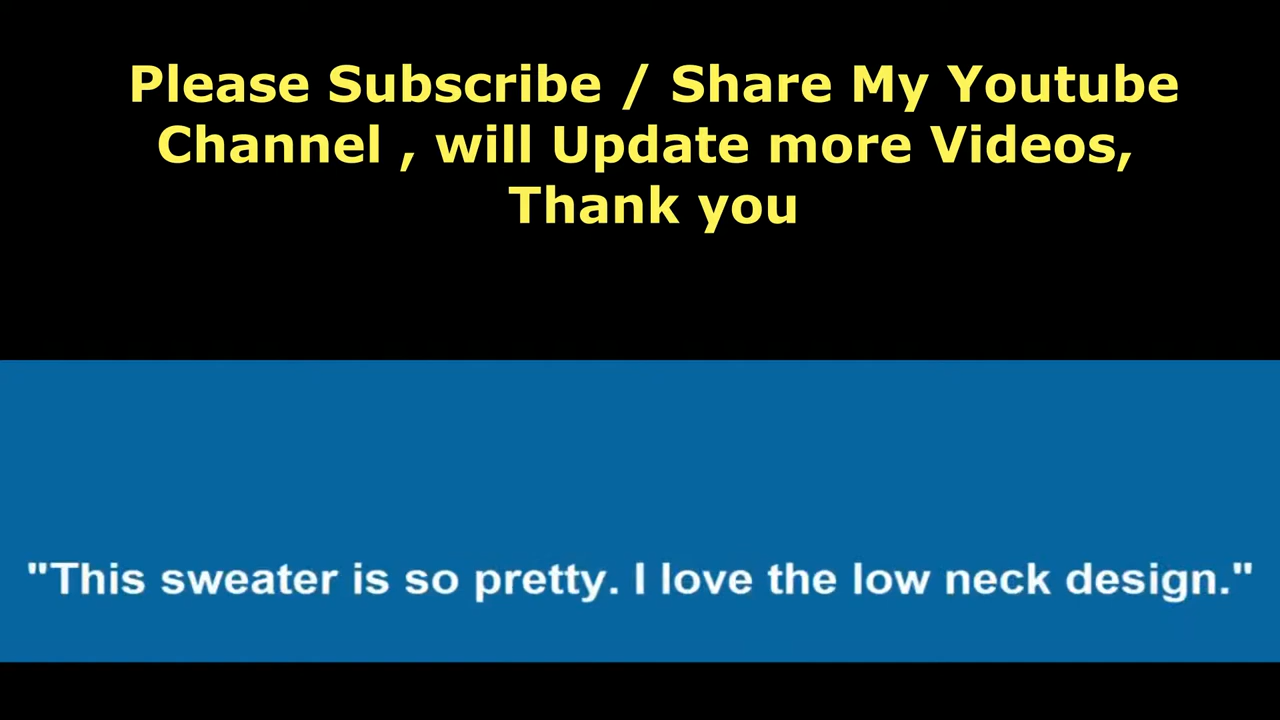 Please Subscribe / Share My Youtube
Channel , will Update more Videos,
Thank you
"This sweater is so pretty. I love the low neck design."